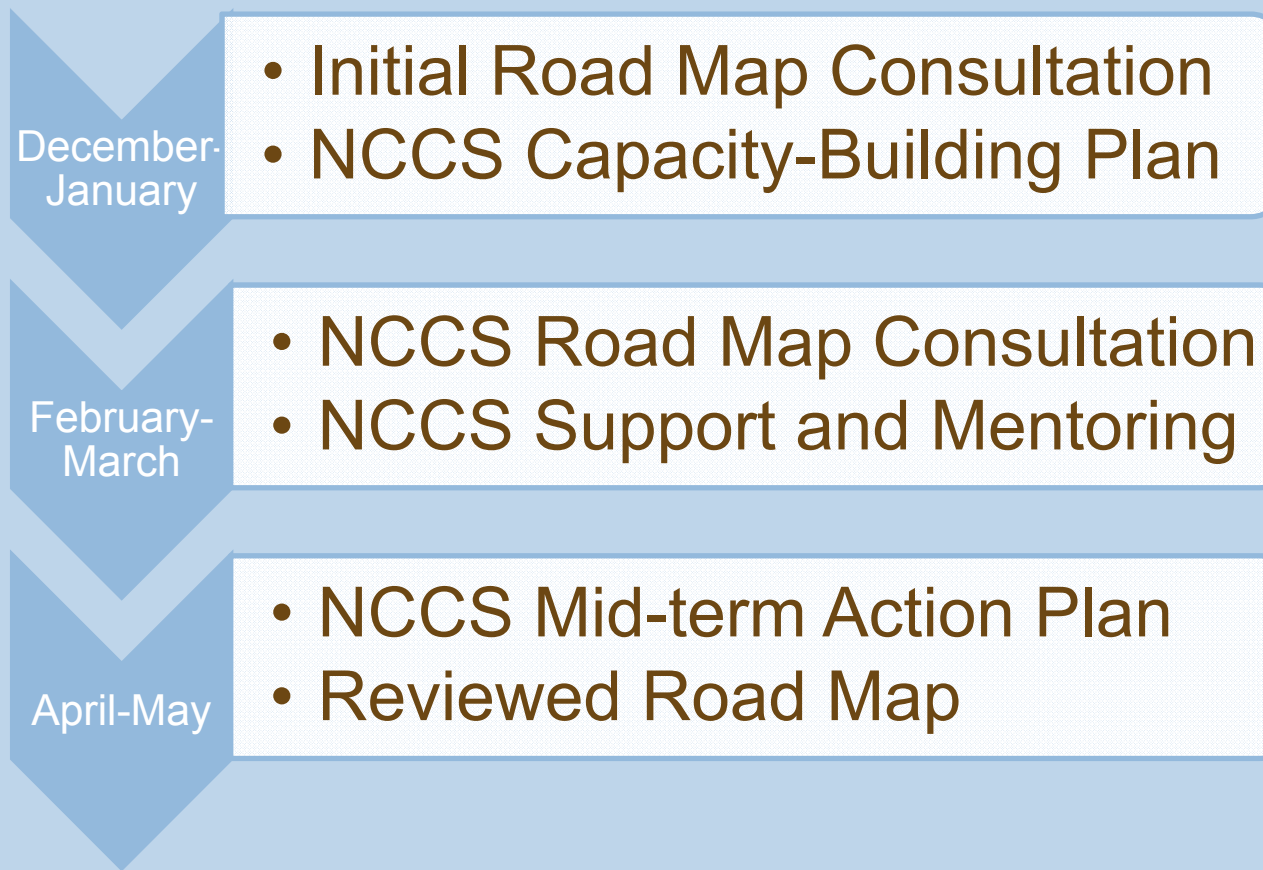 December-
January
• Initial Road Map Consultation
• NCCS Capacity-Building Plan
February-
March
• NCCS Road Map Consultation
• NCCS Support and Mentoring
April-May
• NCCS Mid-term Action Plan
• Reviewed Road Map